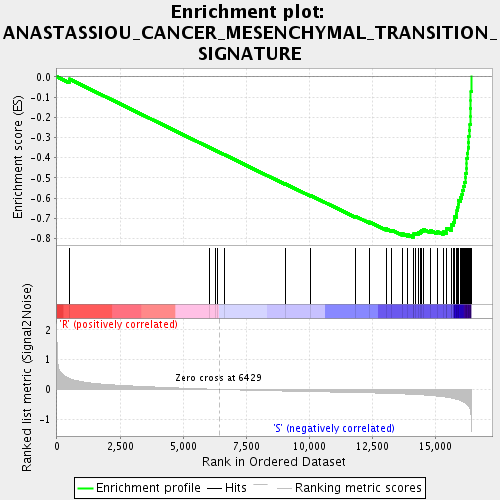 Enrichment plot:
ANASTASSIOU_CANCER_MESENCHYMAL_TRANSITION_
SIGNATURE
Enrichment score (ES)
0.0
-0.1
-0.2
-0.3
-0.4
-0.5
-0.6
-0.7
-0.8
'R' (positively correlated)
Ranked list metric (Signal2Noise)
2
1
0
-1
Zero cross at 6429
'S' (negatively correlated)
0 2,500 5,000 7,500 10,000 12,500 15,000
Rank in Ordered Dataset
Enrichment profile Hits Ranking metric scores